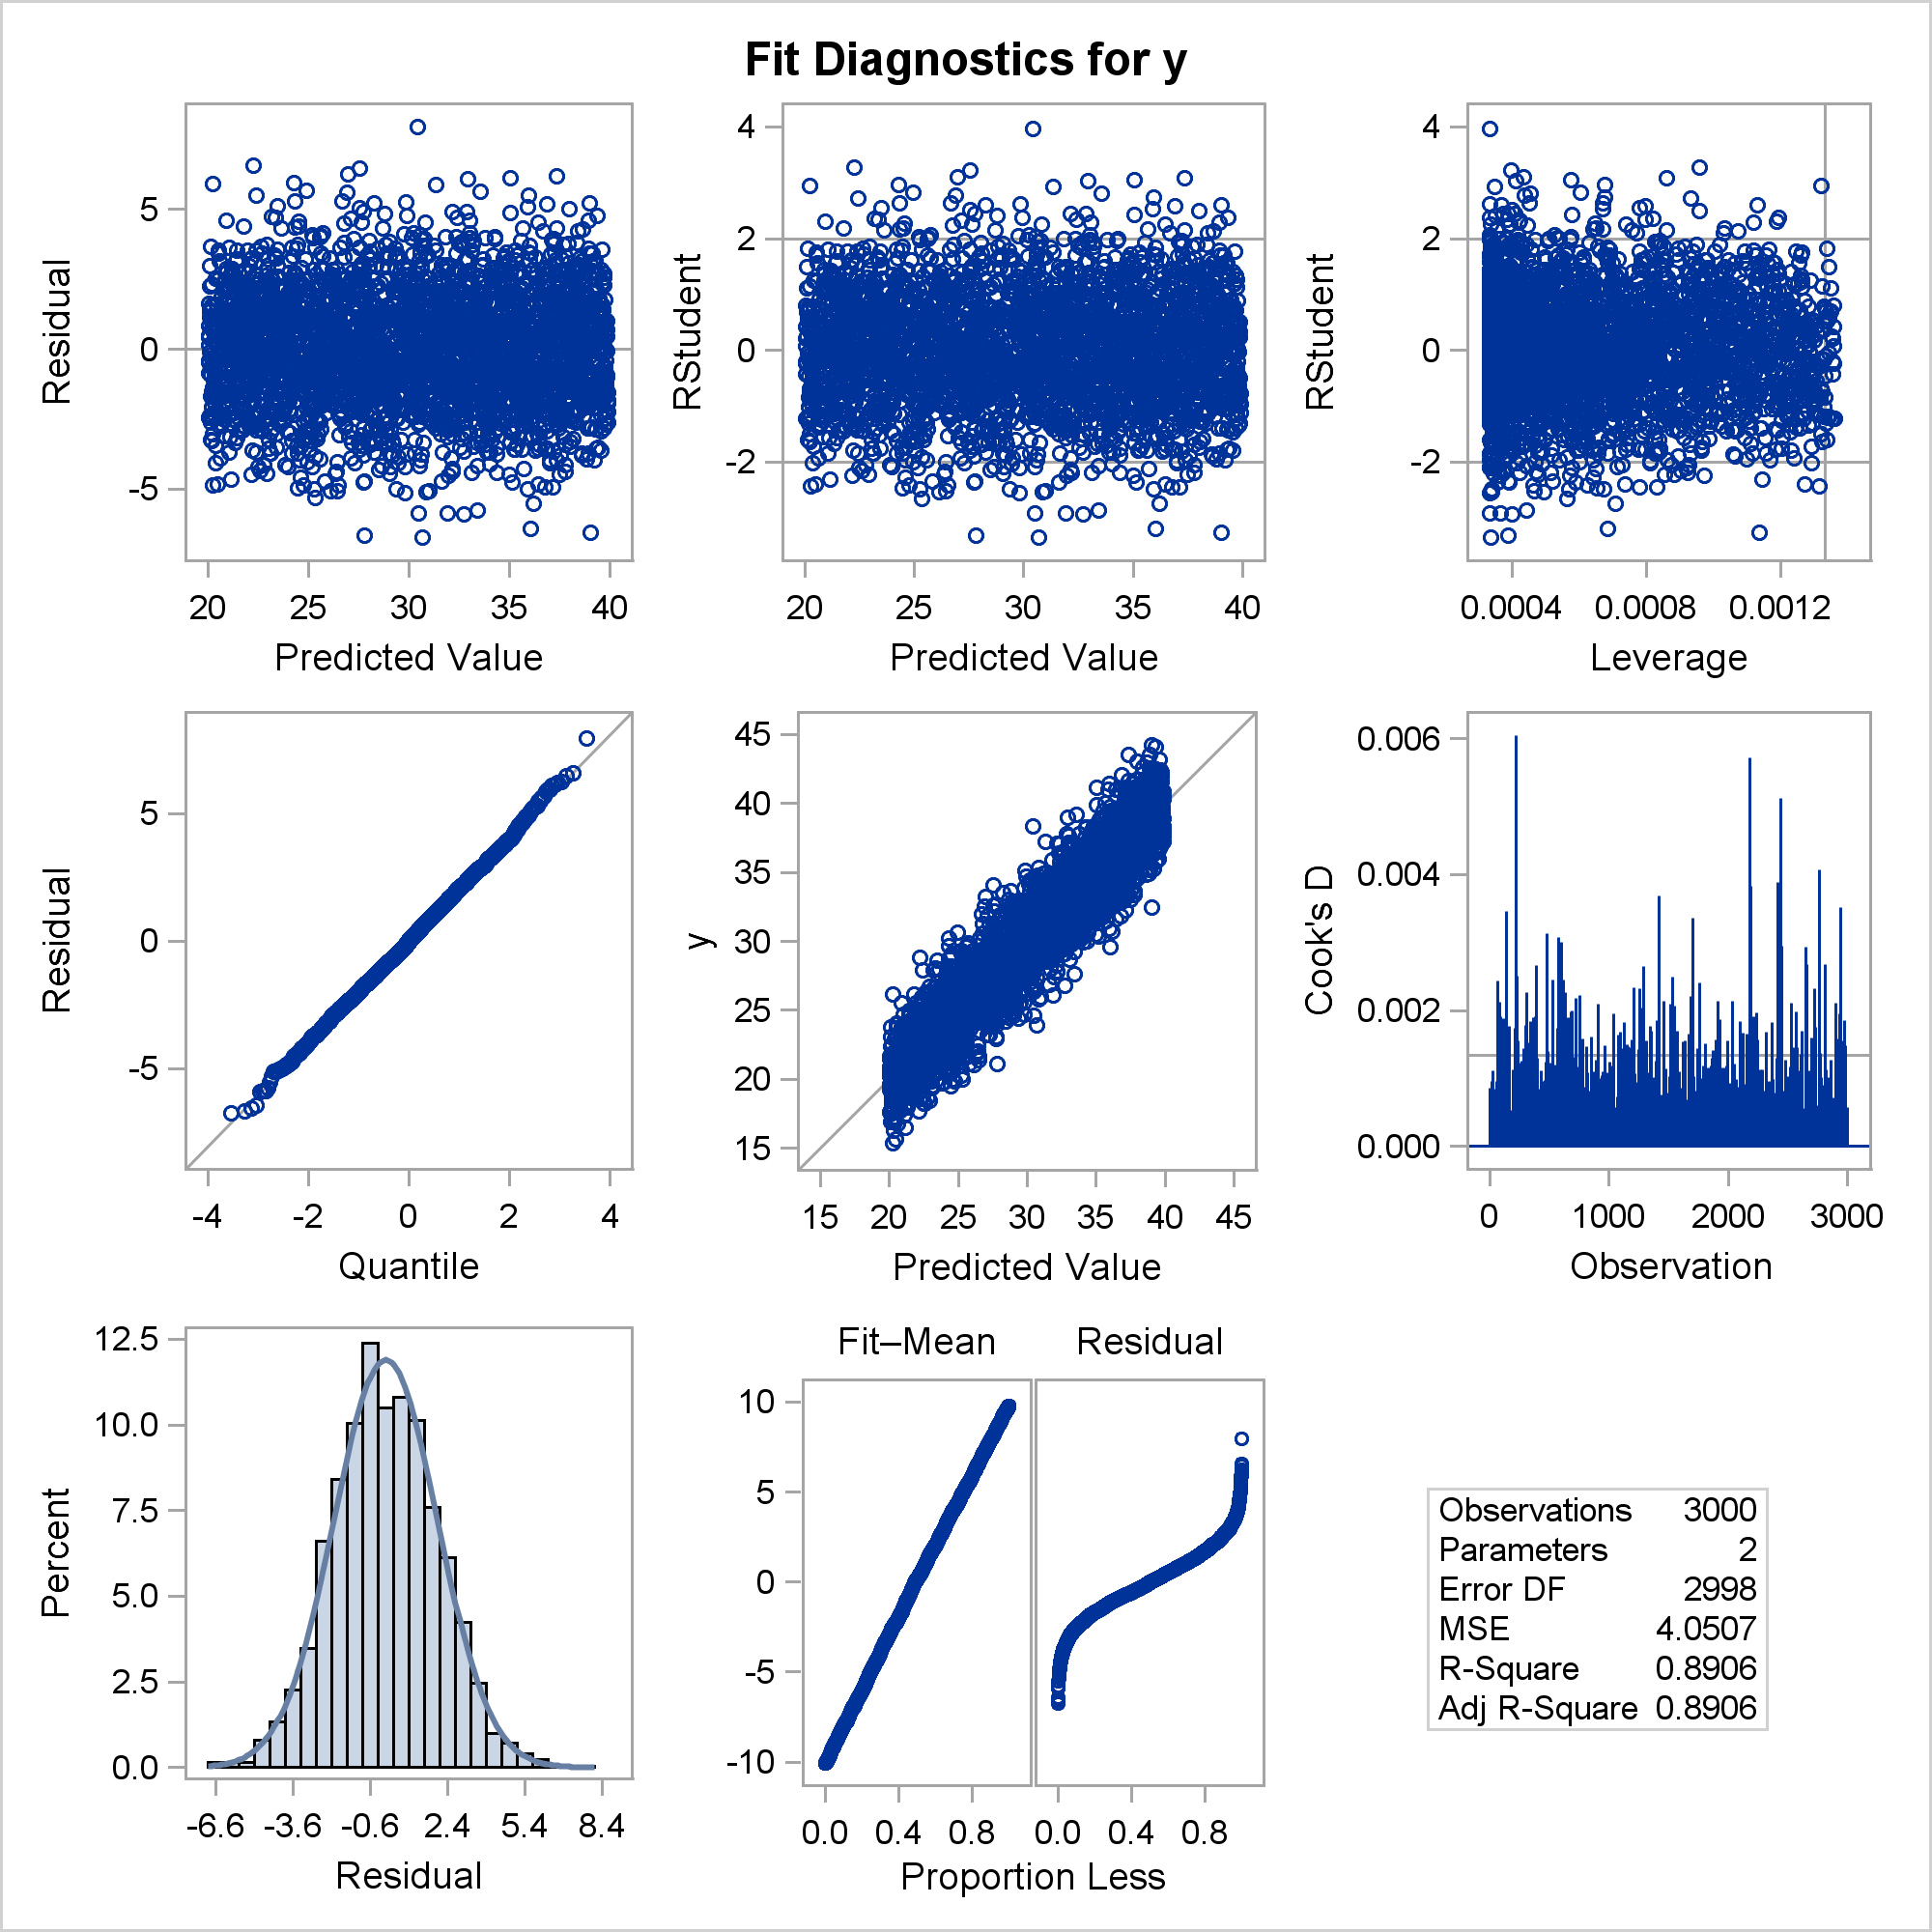 Fit Diagnostics for y
Residual
5
0
-5
20 25 30 35 40
Predicted Value
RStudent
4
2
0
-2
20 25 30 35 40
Predicted Value
RStudent
4
2
0
-2
0.0004 0.0008 0.0012
Leverage
Residual
5
0
-5
-4 -2 0 2 4
Quantile
y
45
40
35
30
25
20
15
15 20 25 30 35 40 45
Predicted Value
Cook's D
0.006
0.004
0.002
0.000
0 1000 2000 3000
Observation
Percent
12.5
10.0
7.5
5.0
2.5
0.0
-6.6 -3.6 -0.6 2.4 5.4 8.4
Residual
Fit–Mean Residual
10
5
0
-5
-10
0.0 0.4 0.8 0.0 0.4 0.8
Proportion Less
Observations 3000
Parameters 2
Error DF 2998
MSE 4.0507
R-Square 0.8906
Adj R-Square 0.8906